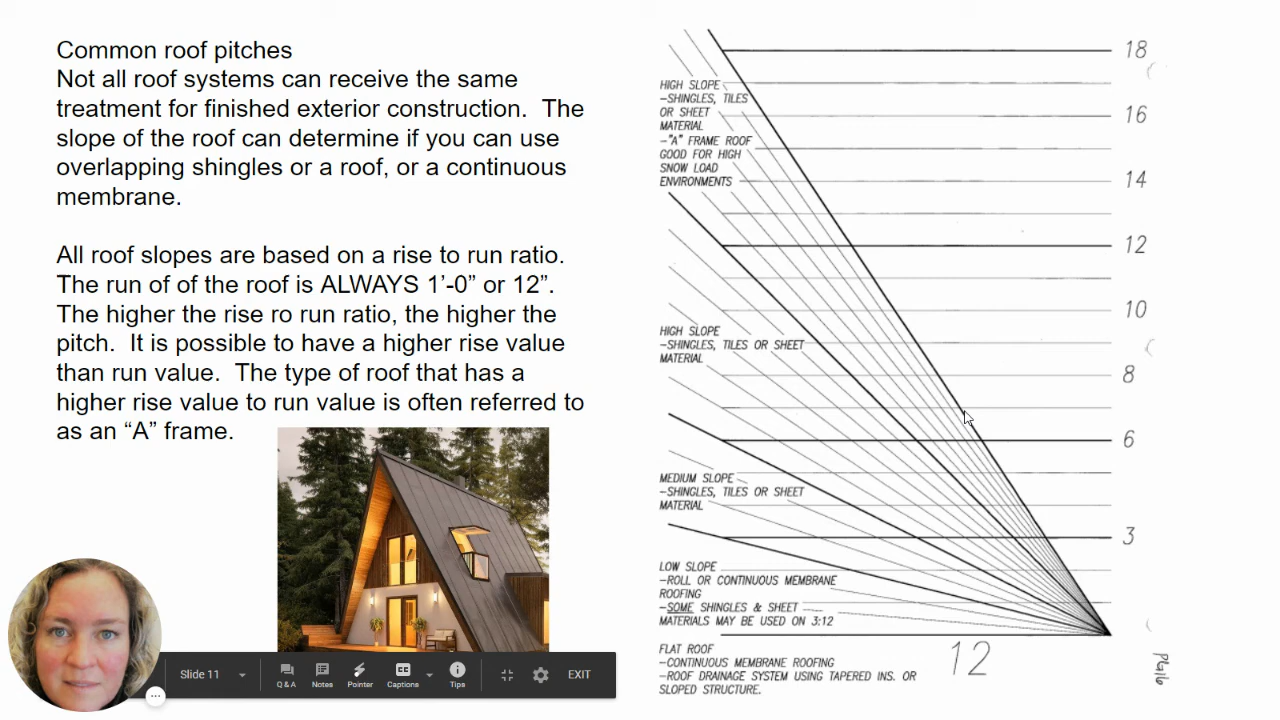 Common roof pitches
Not all roof systems can receive the same
treatment for finished exterior construction.  The
slope of the roof can determine if you can use
overlapping shingles or a roof, or a continuous
membrane.
All roof slopes are based on a rise to run ratio.
The run of of the roof is ALWAYS 1’-0” or 12”.
The higher the rise ro run ratio, the higher the
pitch.  It is possible to have a higher rise value
than run value.  The type of roof that has a
higher rise value to run value is often referred to
as an “A” frame.
HIGH SLOPE
-SHINGLES, TILES
OR SHEET
MATERIAL
-"A" FRAME ROOF
GOOD FOR HIGH
SNOW LOAD
ENVIRONMENTS
HIGH SLOPE
-SHINGLES, TILES OR SHEET
MATERIAL
MEDIUM SLOPE
-SHINGLES, TILES OR SHEET
MATERIAL
LOW SLOPE
-ROLL OR CONTINUOUS MEMBRANE
ROOFING
-SOME SHINGLES & SHEET
MATERIALS MAY BE USED ON 3:12
FLAT ROOF
-CONTINUOUS MEMBRANE ROOFING
-ROOF DRAINAGE SYSTEM USING TAPERED INS. OR
SLOPED STRUCTURE.
18
16
14
12
10
8
6
3
12
Slide 11
Q & A
Notes
Pointer
Captions
Tips
EXIT